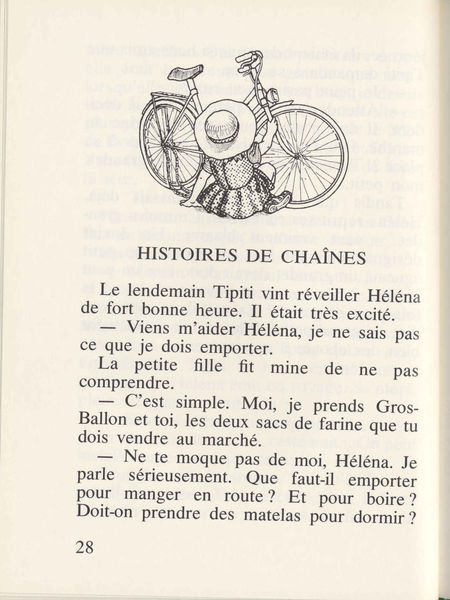 HISTOIRES DE CHAÎNES
Le lendemain Tipiti vint réveiller Héléna
de fort bonne heure. Il était très excité.
— Viens m'aider Héléna, je ne sais pas
ce que je dois emporter.
La petite fille fit mine de ne pas
comprendre.
— C'est simple. Moi, je prends Gros-
Ballon et toi, les deux sacs de farine que tu
dois vendre au marché.
— Ne te moque pas de moi, Héléna. Je
parle sérieusement. Que faut-il emporter
pour manger en route ? Et pour boire ?
Doit-on prendre des matelas pour dormir ?
28